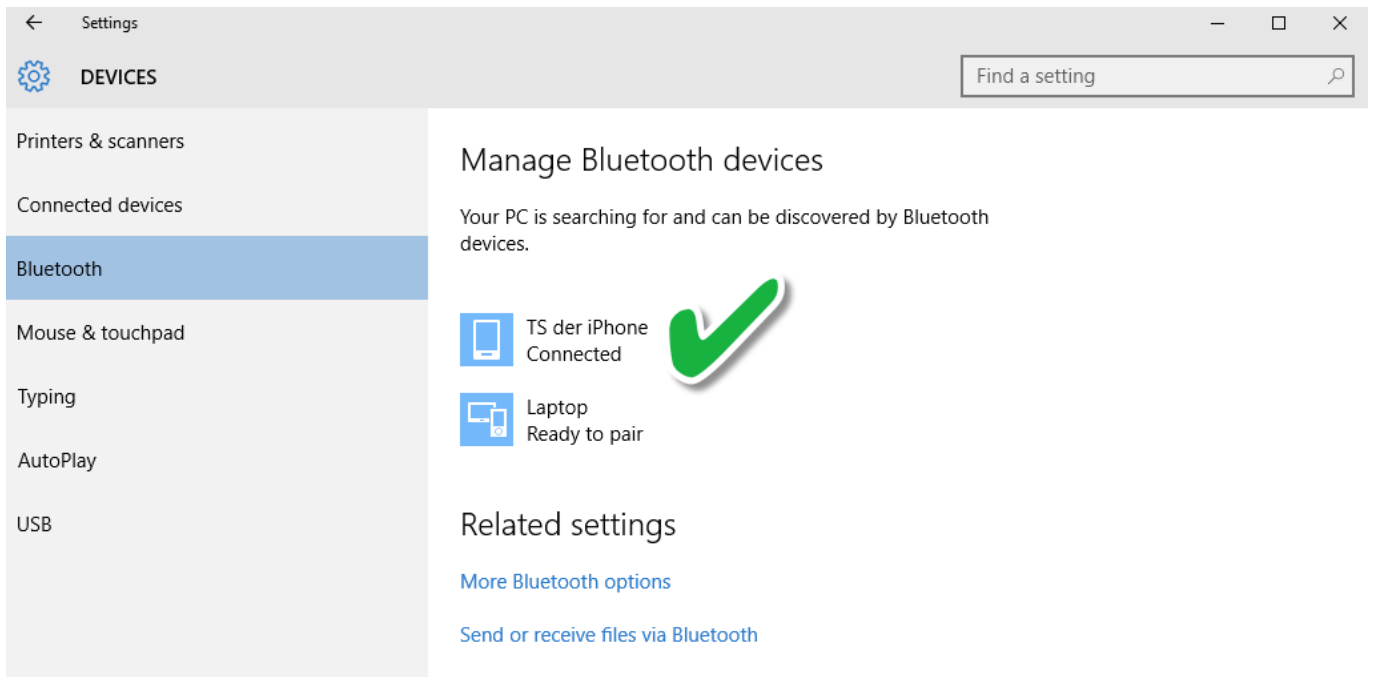 Settings
DEVICES
Find a setting
Printers & scanners
Connected devices
Bluetooth
Mouse & touchpad
Typing
AutoPlay
USB
Manage Bluetooth devices
Your PC is searching for and can be discovered by Bluetooth
devices.
TS der iPhone
Connected
Laptop
Ready to pair
Related settings
More Bluetooth options
Send or receive files via Bluetooth